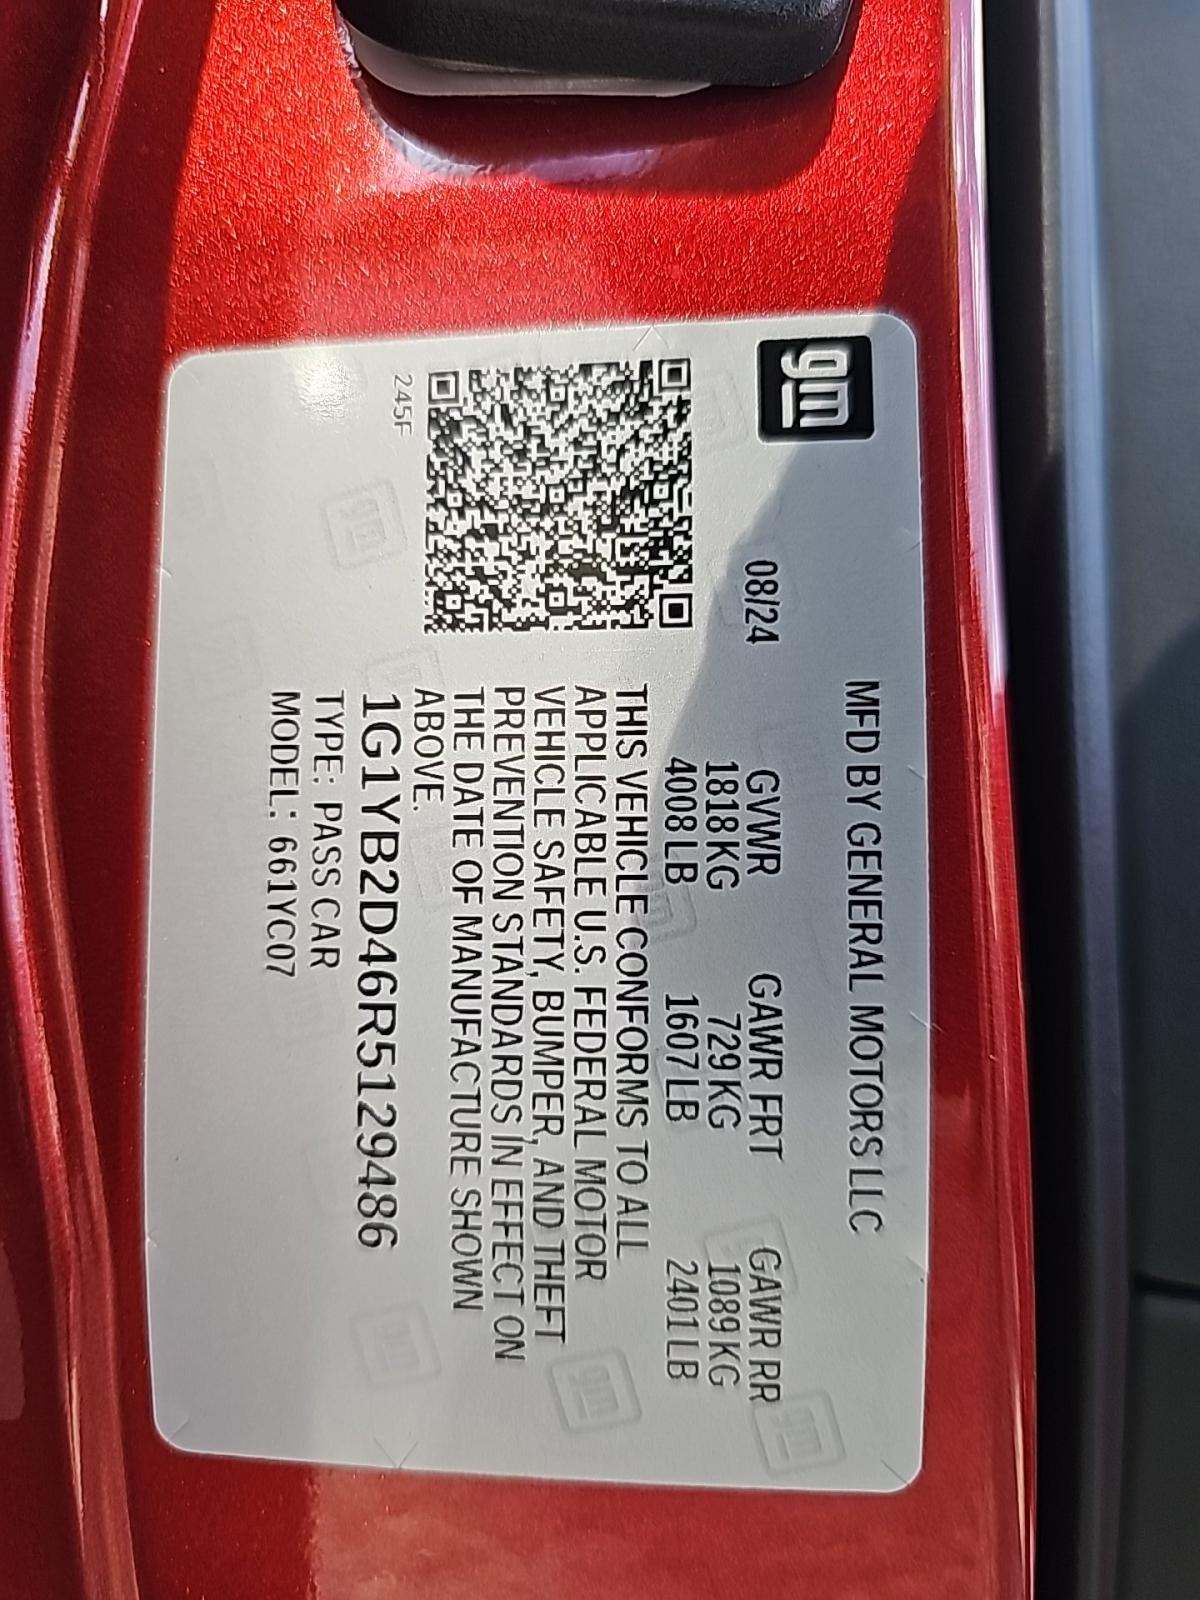 gm
MFD BY GENERAL MOTORS LLC
08/24 GVWR GAWR FRT GAWR RR
1818 KG 729 KG 1089 KG
4008 LB 1607 LB 2401 LB
THIS VEHICLE CONFORMS TO ALL
APPLICABLE U.S. FEDERAL MOTOR
VEHICLE SAFETY, BUMPER, AND THEFT
PREVENTION STANDARDS IN EFFECT ON
THE DATE OF MANUFACTURE SHOWN
ABOVE.
245F
1G1YB2D46R5129486
TYPE: PASS CAR
MODEL: 661YC07